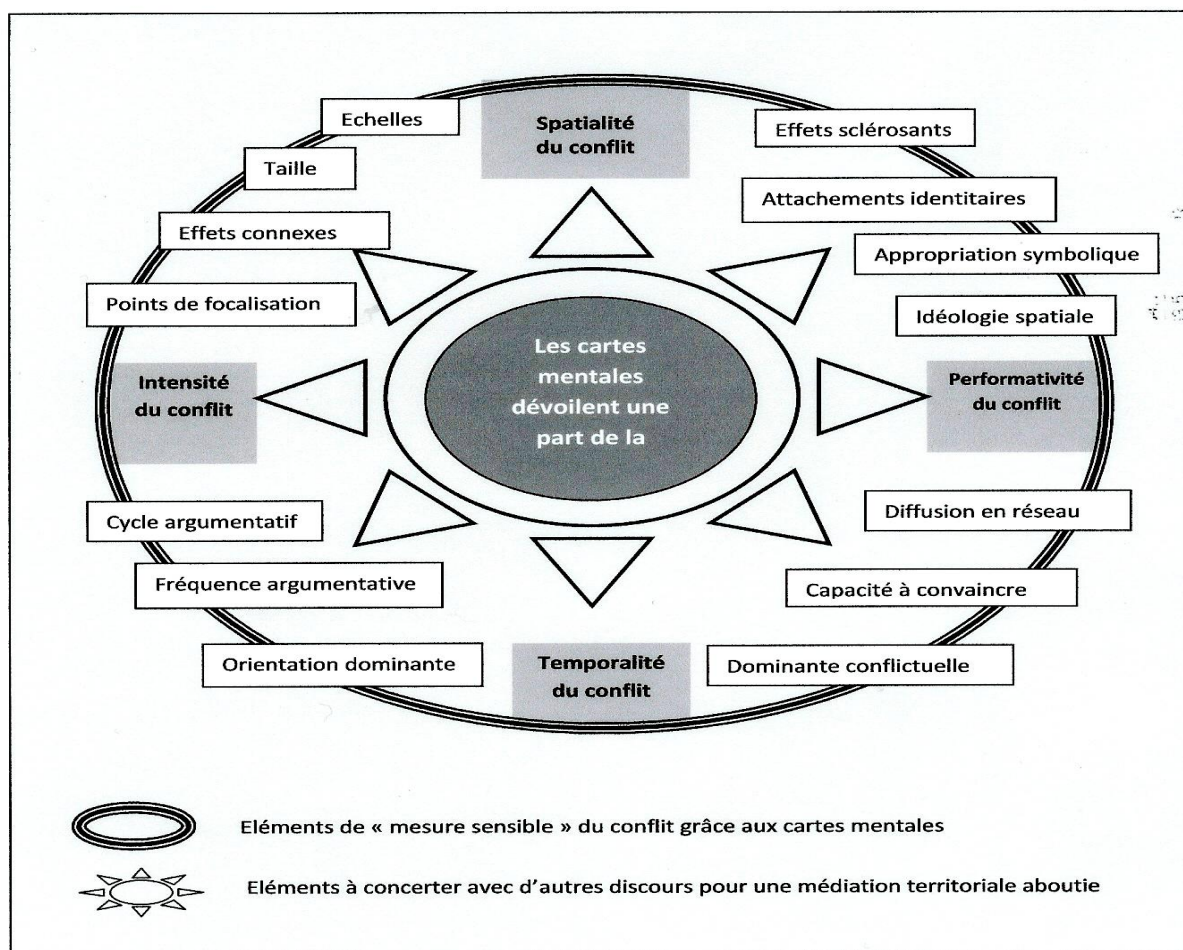 Echelles
Spatialité
du conflit
Effets sclérosants
Taille
Attachements identitaires
Effets connexes
Appropriation symbolique
Points de focalisation
Idéologie spatiale
Les cartes
mentales
dévoilent une
part de la
Intensité
du conflit
Performativité
du conflit
Cycle argumentatif
Diffusion en réseau
Fréquence argumentative
Capacité à convaincre
Orientation dominante
Temporalité
du conflit
Dominante conflictuelle
Eléments de « mesure sensible » du conflit grâce aux cartes mentales
Eléments à concerter avec d'autres discours pour une médiation territoriale aboutie